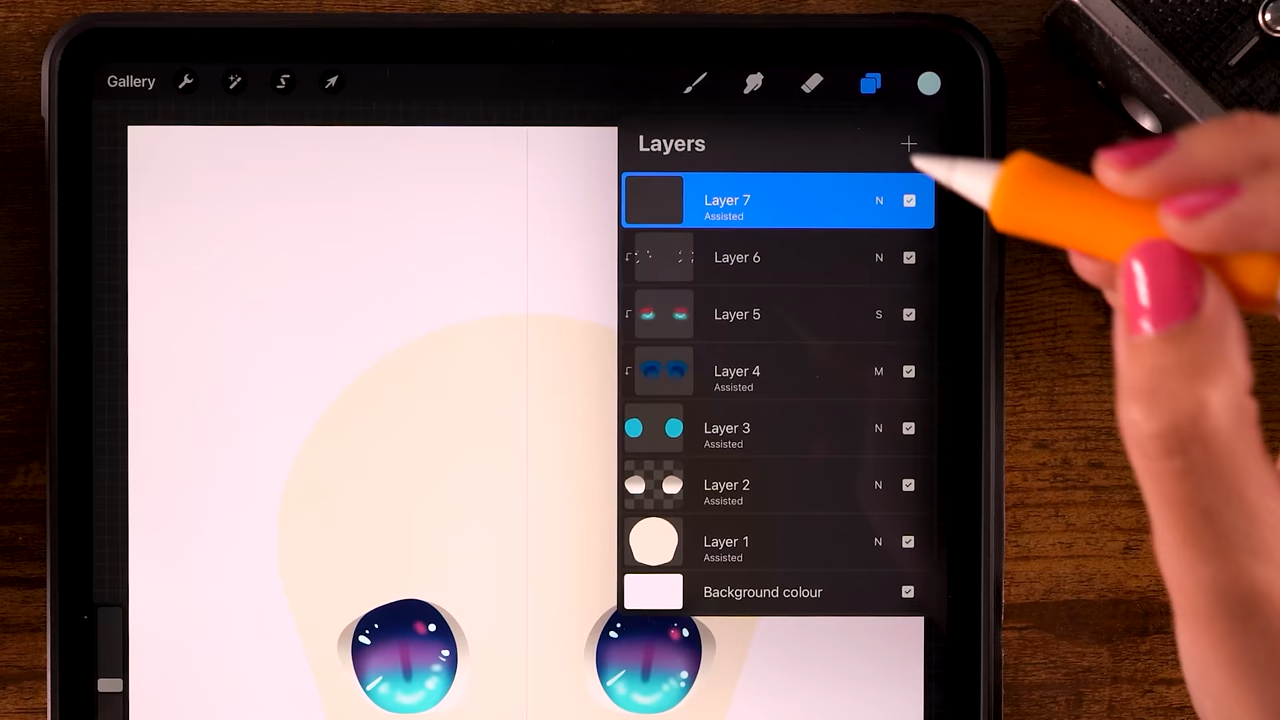 Gallery
Layers
Layer 7 N
Assisted
Layer 6 N
Layer 5 S
Layer 4 M
Assisted
Layer 3 N
Assisted
Layer 2 N
Assisted
Layer 1 N
Assisted
Background colour